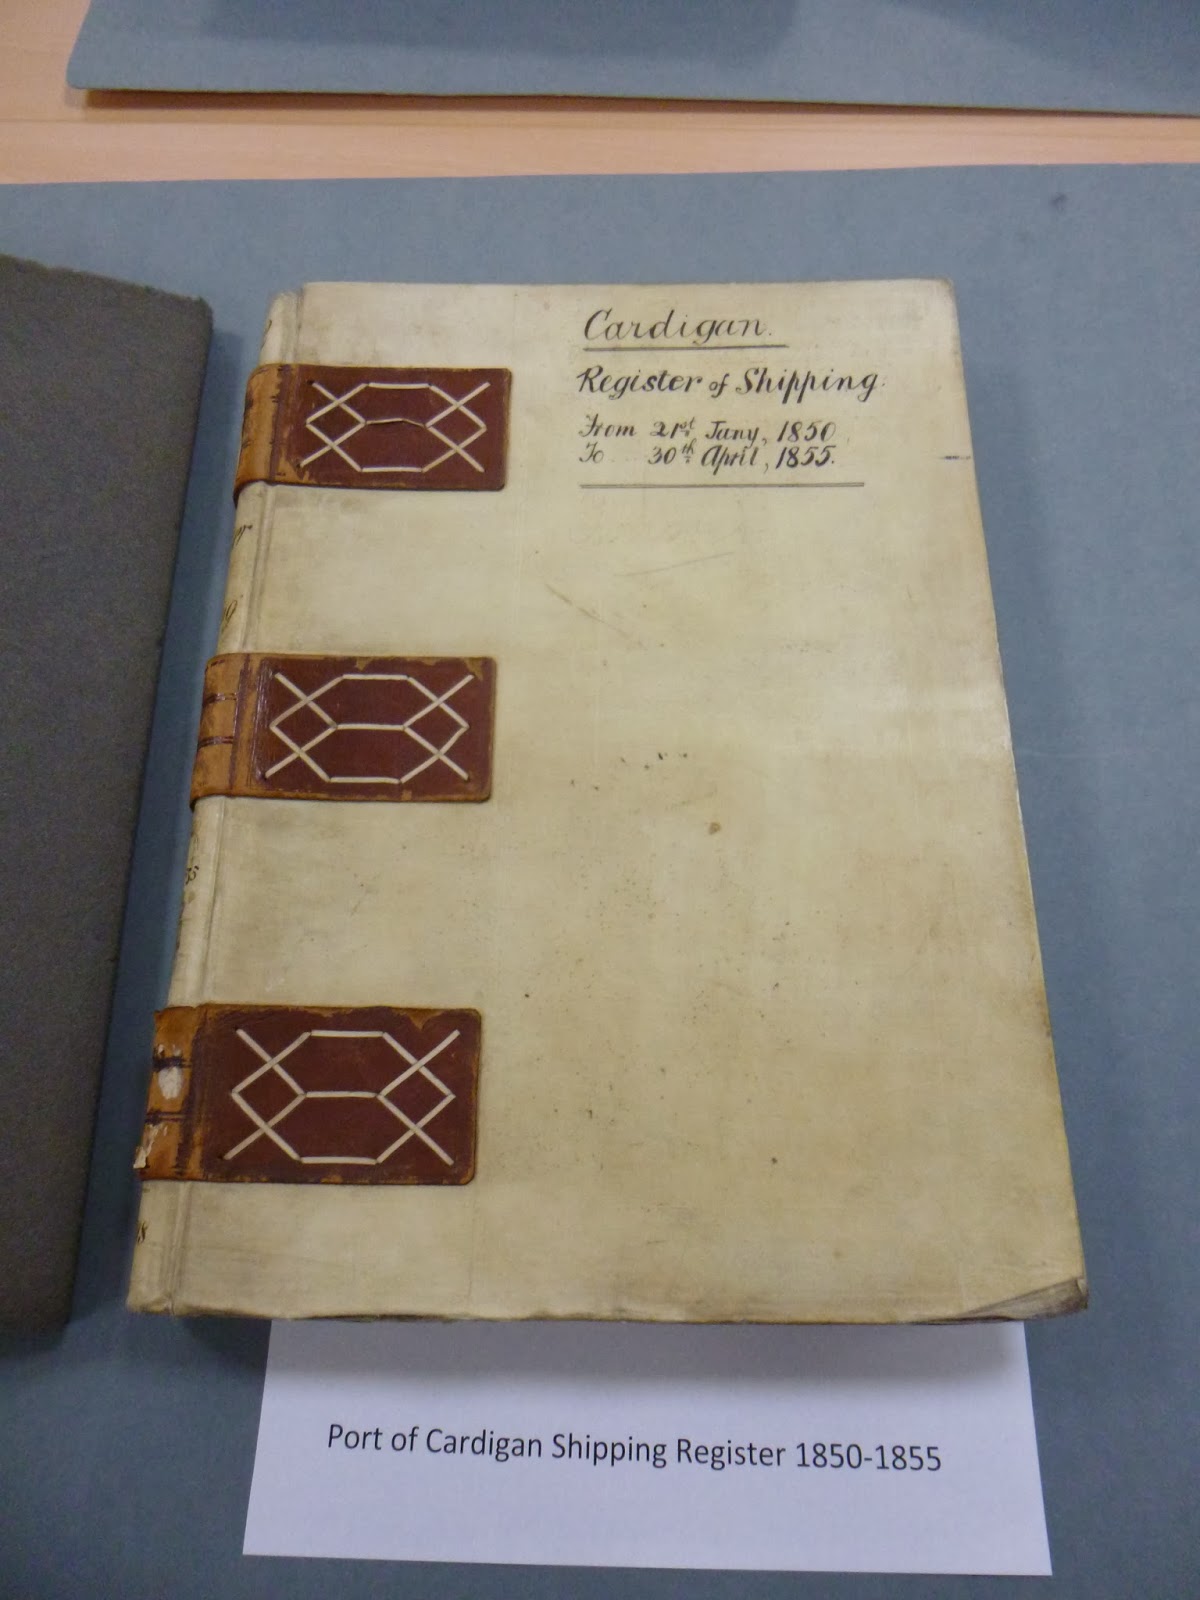 Cardigan.
Register of Shipping.
From 21st Jany, 1850
To 30th April, 1855.
Port of Cardigan Shipping Register 1850-1855